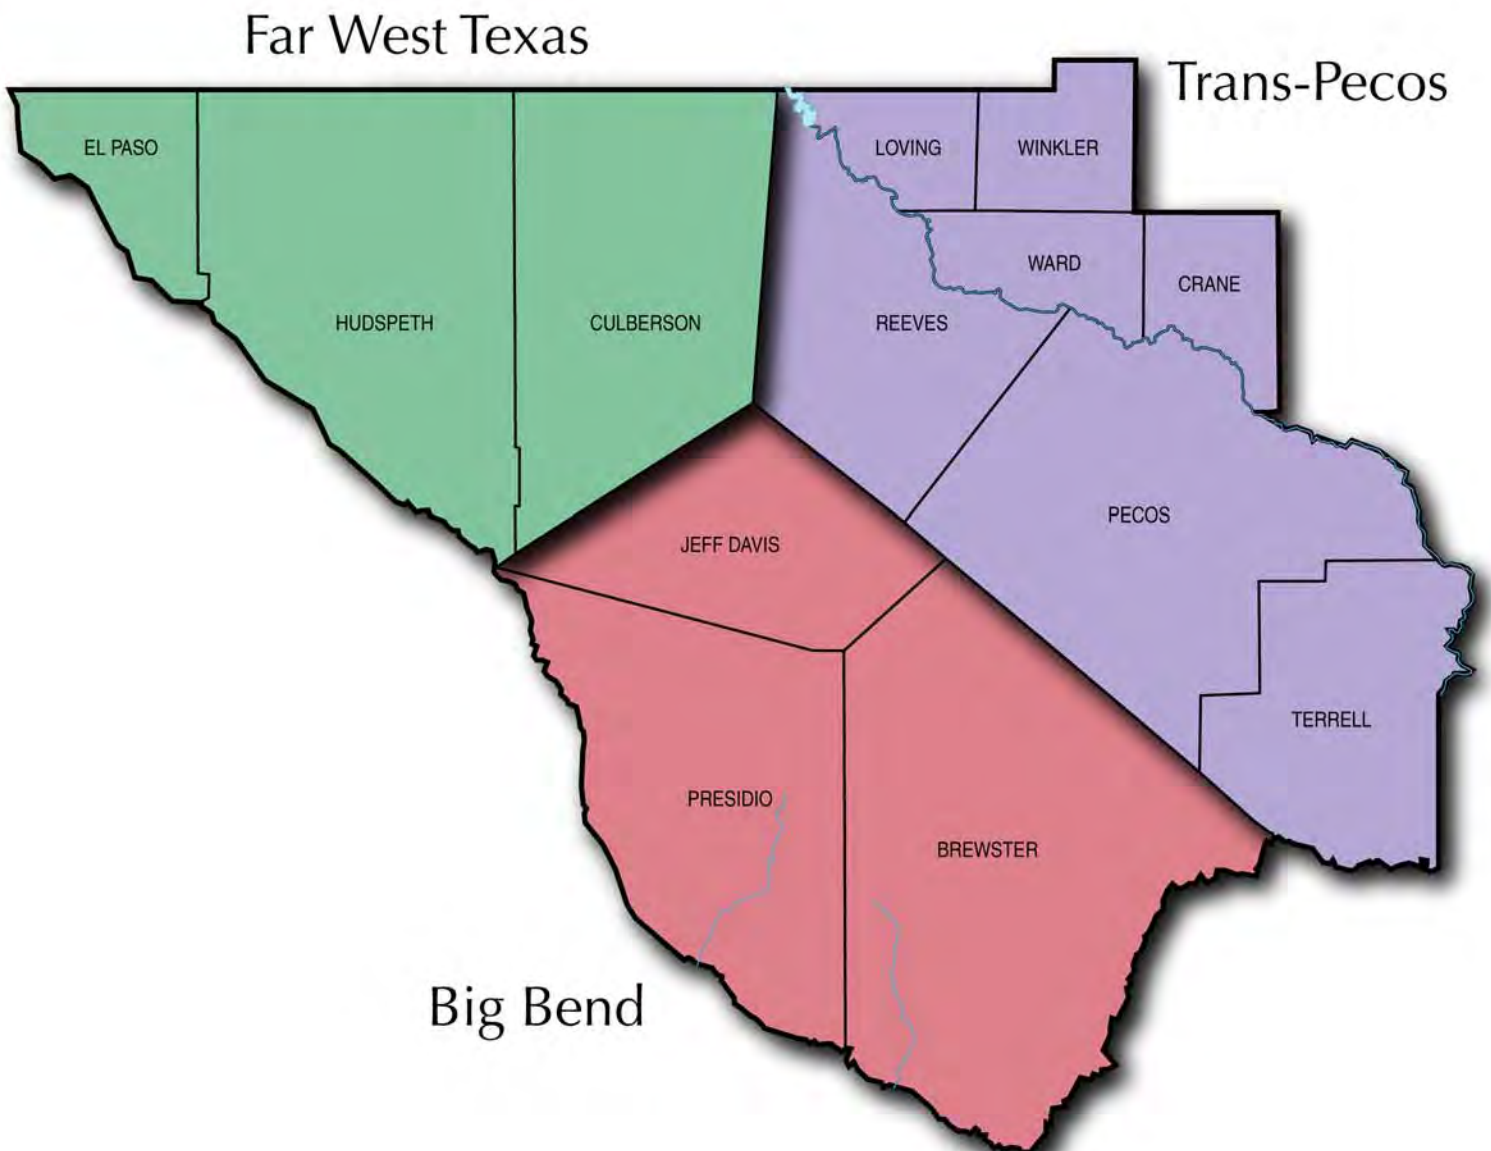 Far West Texas
Trans-Pecos
EL PASO
LOVING
WINKLER
WARD
CRANE
HUDSPETH
CULBERSON
REEVES
PECOS
JEFF DAVIS
TERRELL
PRESIDIO
BREWSTER
Big Bend